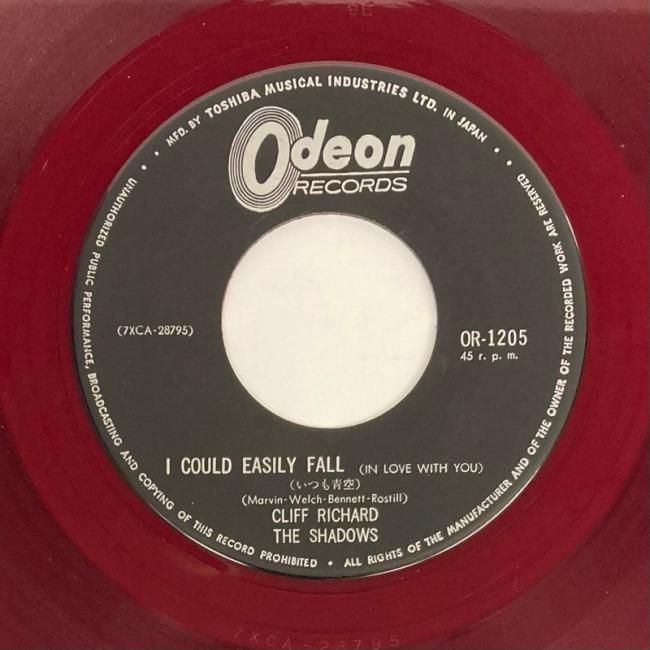 MFD. BY TOSHIBA MUSICAL INDUSTRIES LTD. IN JAPAN
Odeon
RECORDS
(7XCA-28795)
OR-1205
45 r. p. m.
I COULD EASILY FALL (IN LOVE WITH YOU)
(いつも青空)
(Marvin-Welch-Bennett-Rostill)
CLIFF RICHARD
THE SHADOWS
UNAUTHORIZED PUBLIC PERFORMANCE, BROADCASTING AND COPYING OF THIS RECORD PROHIBITED • ALL RIGHTS OF THE MANUFACTURER AND OF THE OWNER OF THE RECORDED WORK ARE RESERVED
7XCA-28795